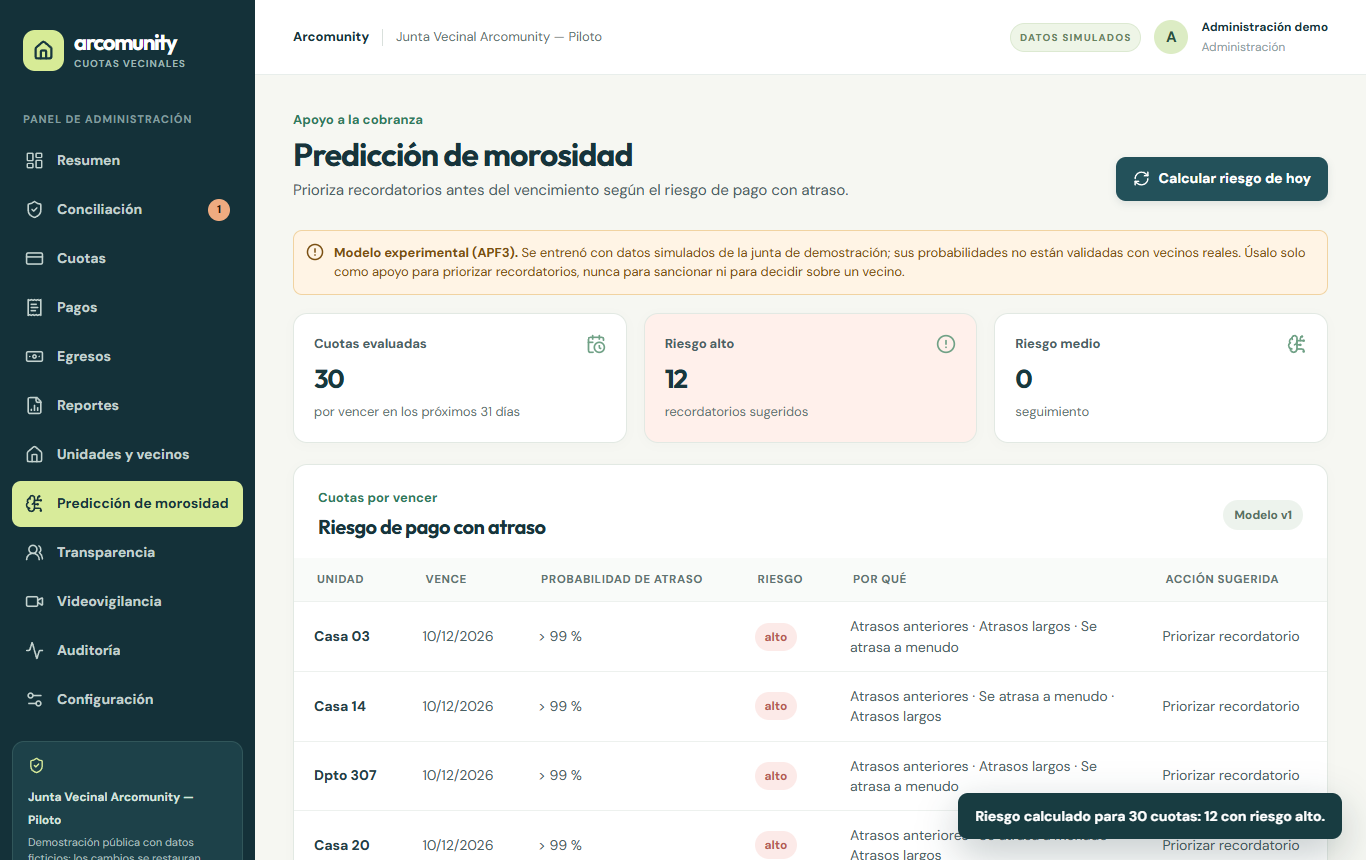 arcomunity
CUOTAS VECINALES
PANEL DE ADMINISTRACIÓN
Resumen
Conciliación
1
Cuotas
Pagos
Egresos
Reportes
Unidades y vecinos
Predicción de morosidad
Transparencia
Videovigilancia
Auditoría
Configuración
Junta Vecinal Arcomunity —
Piloto
Demostración pública con datos
ficticios; los cambios se restauran
Arcomunity
Junta Vecinal Arcomunity — Piloto
DATOS SIMULADOS
A
Administración demo
Administración
Apoyo a la cobranza
Predicción de morosidad
Prioriza recordatorios antes del vencimiento según el riesgo de pago con atraso.
Calcular riesgo de hoy
Modelo experimental (APF3). Se entrenó con datos simulados de la junta de demostración; sus probabilidades no están validadas con vecinos reales. Úsalo solo
como apoyo para priorizar recordatorios, nunca para sancionar ni para decidir sobre un vecino.
Cuotas evaluadas
30
por vencer en los próximos 31 días
Riesgo alto
12
recordatorios sugeridos
Riesgo medio
0
seguimiento
Cuotas por vencer
Riesgo de pago con atraso
Modelo v1
UNIDAD VENCE PROBABILIDAD DE ATRASO RIESGO POR QUÉ ACCIÓN SUGERIDA
Casa 03 10/12/2026 > 99 % alto Atrasos anteriores · Atrasos largos · Se
atrasa a menudo
Priorizar recordatorio
Casa 14 10/12/2026 > 99 % alto Atrasos anteriores · Se atrasa a menudo ·
Atrasos largos
Priorizar recordatorio
Dpto 307 10/12/2026 > 99 % alto Atrasos anteriores · Atrasos largos · Se
atrasa a menudo
Priorizar recordatorio
Casa 20 10/12/2026 > 99 % alto Atrasos anteriores
Atrasos largos
Riesgo calculado para 30 cuotas: 12 con riesgo alto.